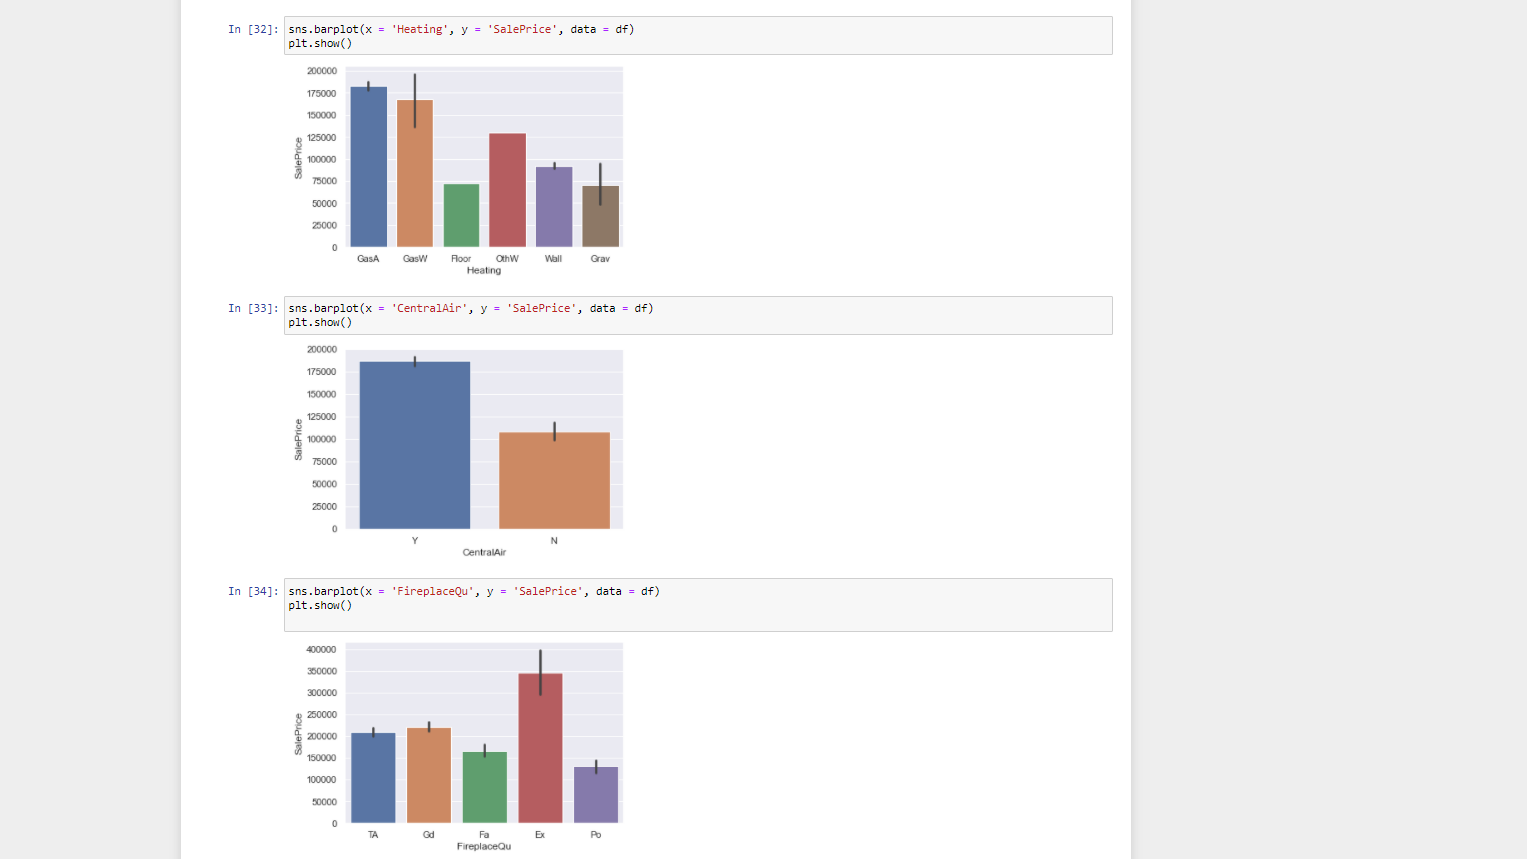 In [32]: sns.barplot(x = 'Heating', y = 'SalePrice', data = df)
plt.show()
200000
175000
150000
125000
100000
75000
50000
25000
0
SalePrice
GasA GasW Floor OthW Wall Grav
Heating
In [33]: sns.barplot(x = 'CentralAir', y = 'SalePrice', data = df)
plt.show()
200000
175000
150000
125000
100000
75000
50000
25000
0
SalePrice
Y N
CentralAir
In [34]: sns.barplot(x = 'FireplaceQu', y = 'SalePrice', data = df)
plt.show()
400000
350000
300000
250000
200000
150000
100000
50000
0
SalePrice
TA Gd Fa Ex Po
FireplaceQu